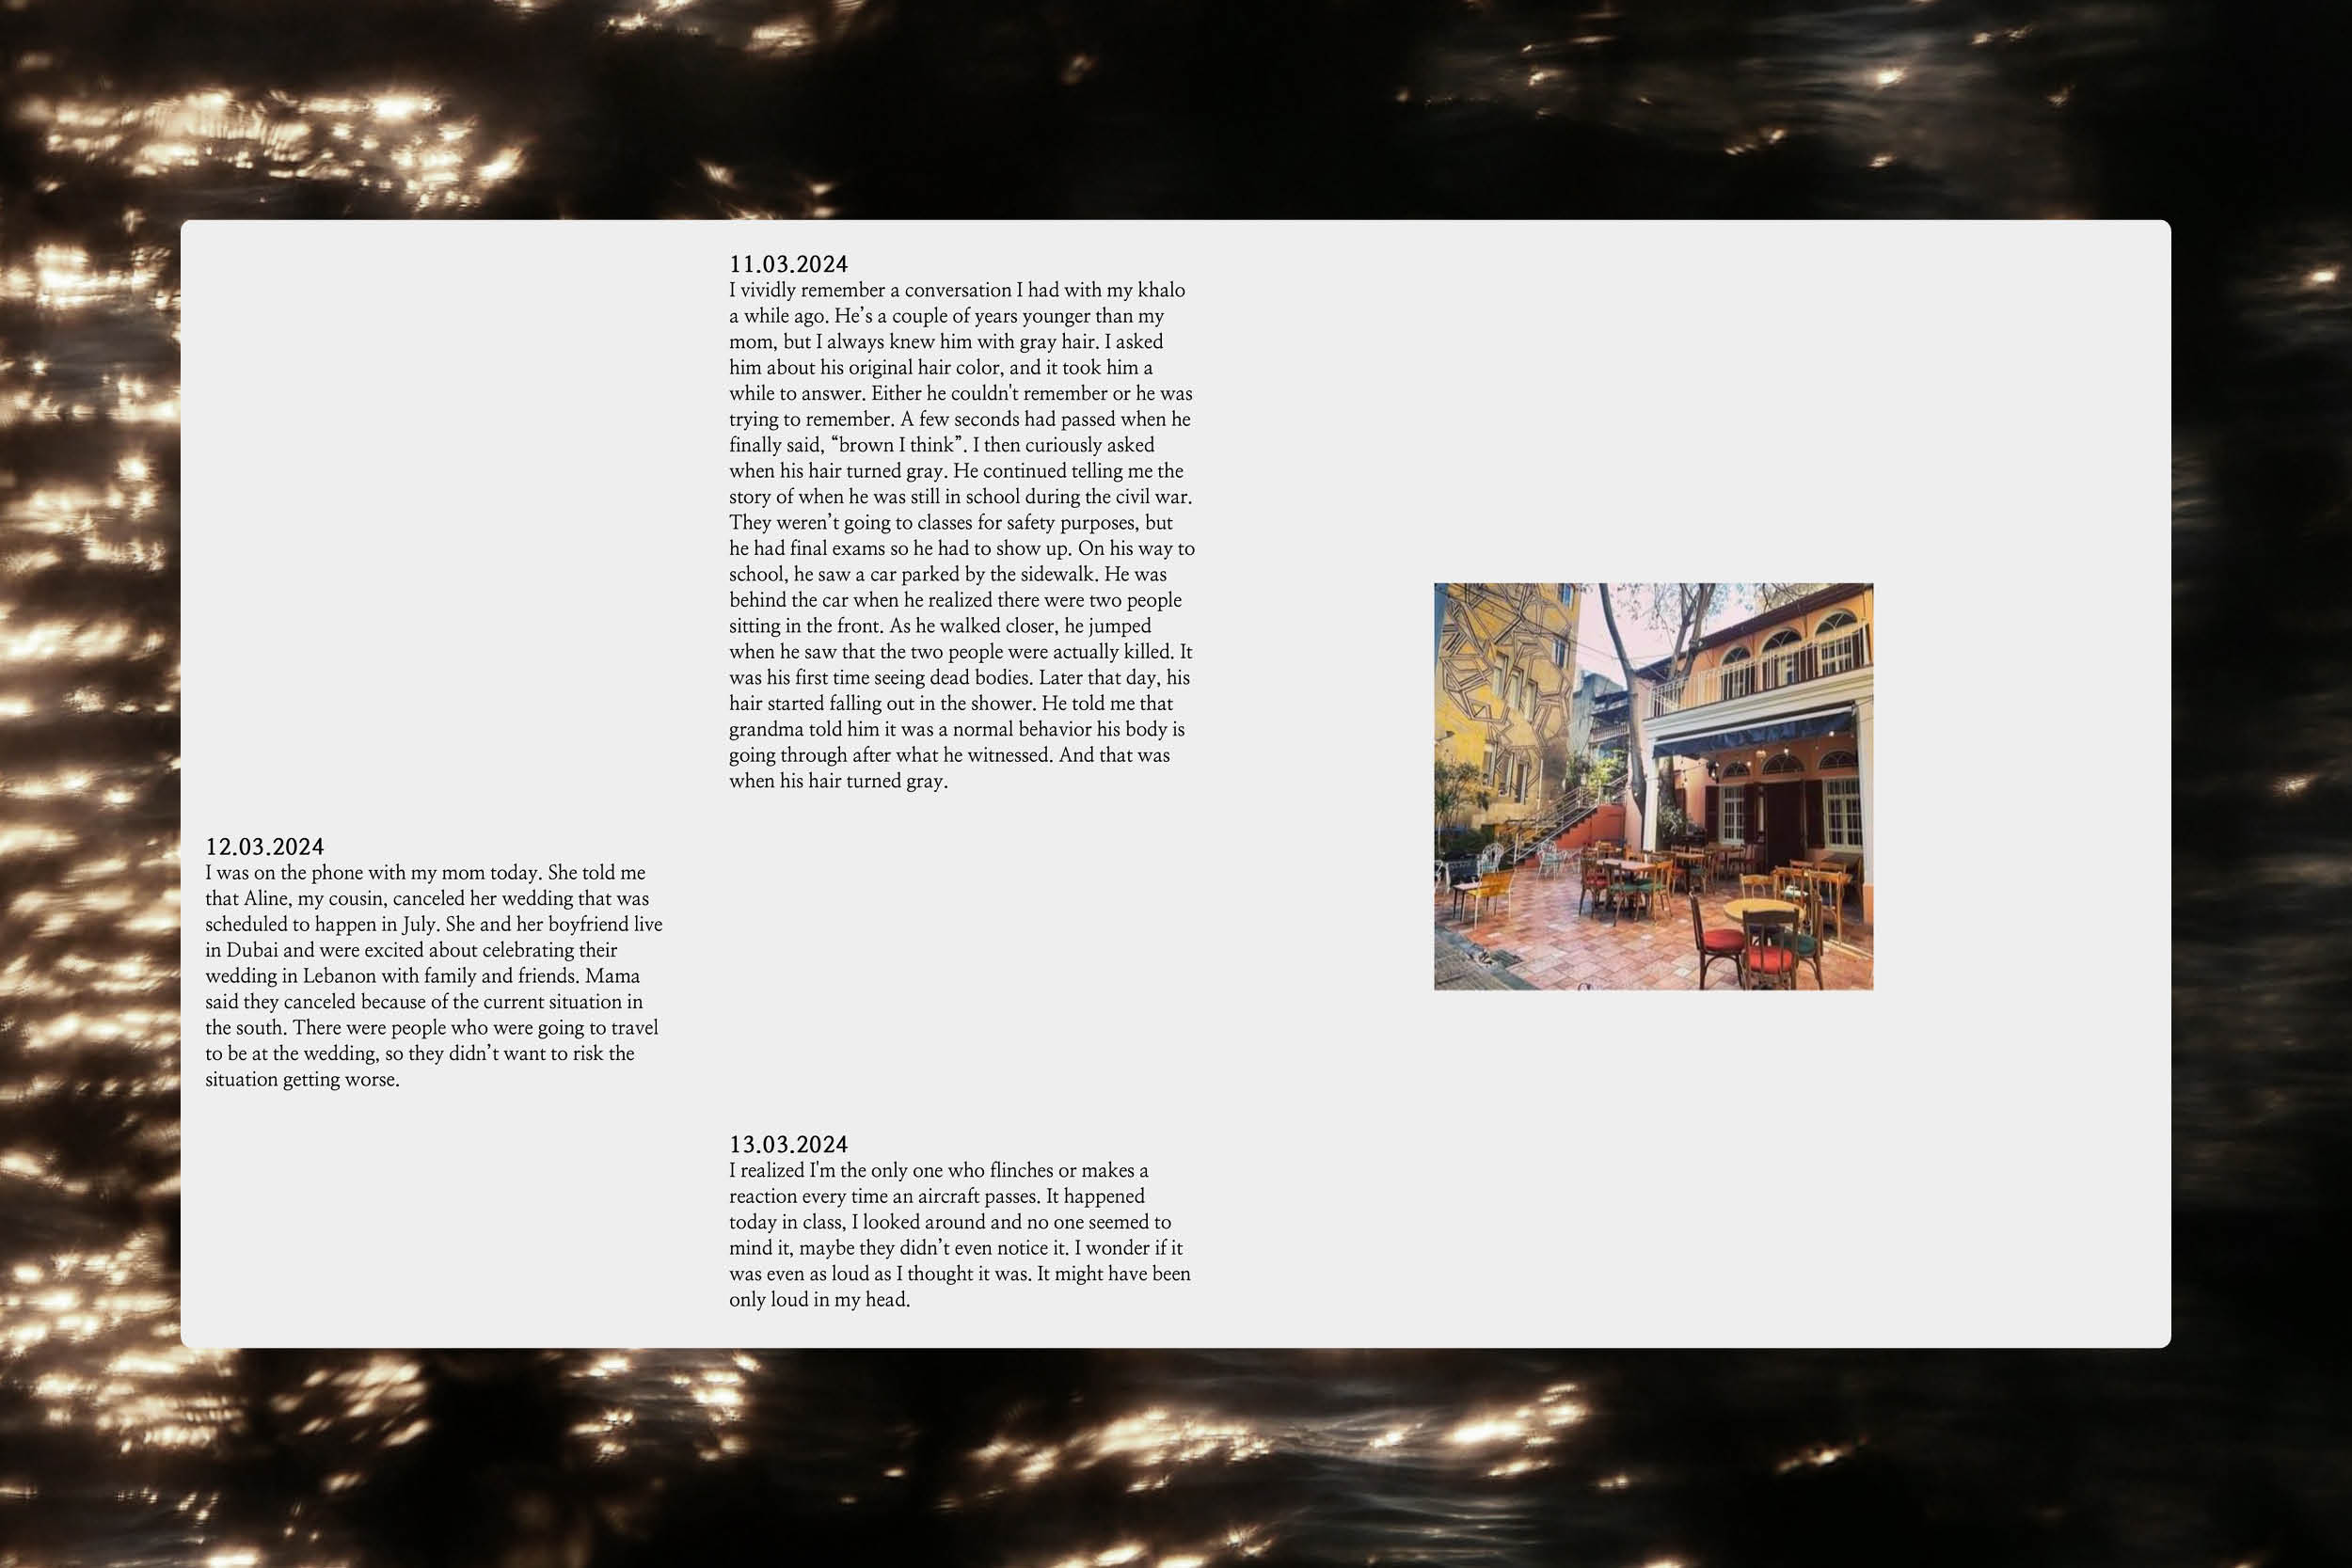 11.03.2024
I vividly remember a conversation I had with my khalo
a while ago. He’s a couple of years younger than my
mom, but I always knew him with gray hair. I asked
him about his original hair color, and it took him a
while to answer. Either he couldn't remember or he was
trying to remember. A few seconds had passed when he
finally said, “brown I think”. I then curiously asked
when his hair turned gray. He continued telling me the
story of when he was still in school during the civil war.
They weren’t going to classes for safety purposes, but
he had final exams so he had to show up. On his way to
school, he saw a car parked by the sidewalk. He was
behind the car when he realized there were two people
sitting in the front. As he walked closer, he jumped
when he saw that the two people were actually killed. It
was his first time seeing dead bodies. Later that day, his
hair started falling out in the shower. He told me that
grandma told him it was a normal behavior his body is
going through after what he witnessed. And that was
when his hair turned gray.
12.03.2024
I was on the phone with my mom today. She told me
that Aline, my cousin, canceled her wedding that was
scheduled to happen in July. She and her boyfriend live
in Dubai and were excited about celebrating their
wedding in Lebanon with family and friends. Mama
said they canceled because of the current situation in
the south. There were people who were going to travel
to be at the wedding, so they didn’t want to risk the
situation getting worse.
13.03.2024
I realized I'm the only one who flinches or makes a
reaction every time an aircraft passes. It happened
today in class, I looked around and no one seemed to
mind it, maybe they didn’t even notice it. I wonder if it
was even as loud as I thought it was. It might have been
only loud in my head.